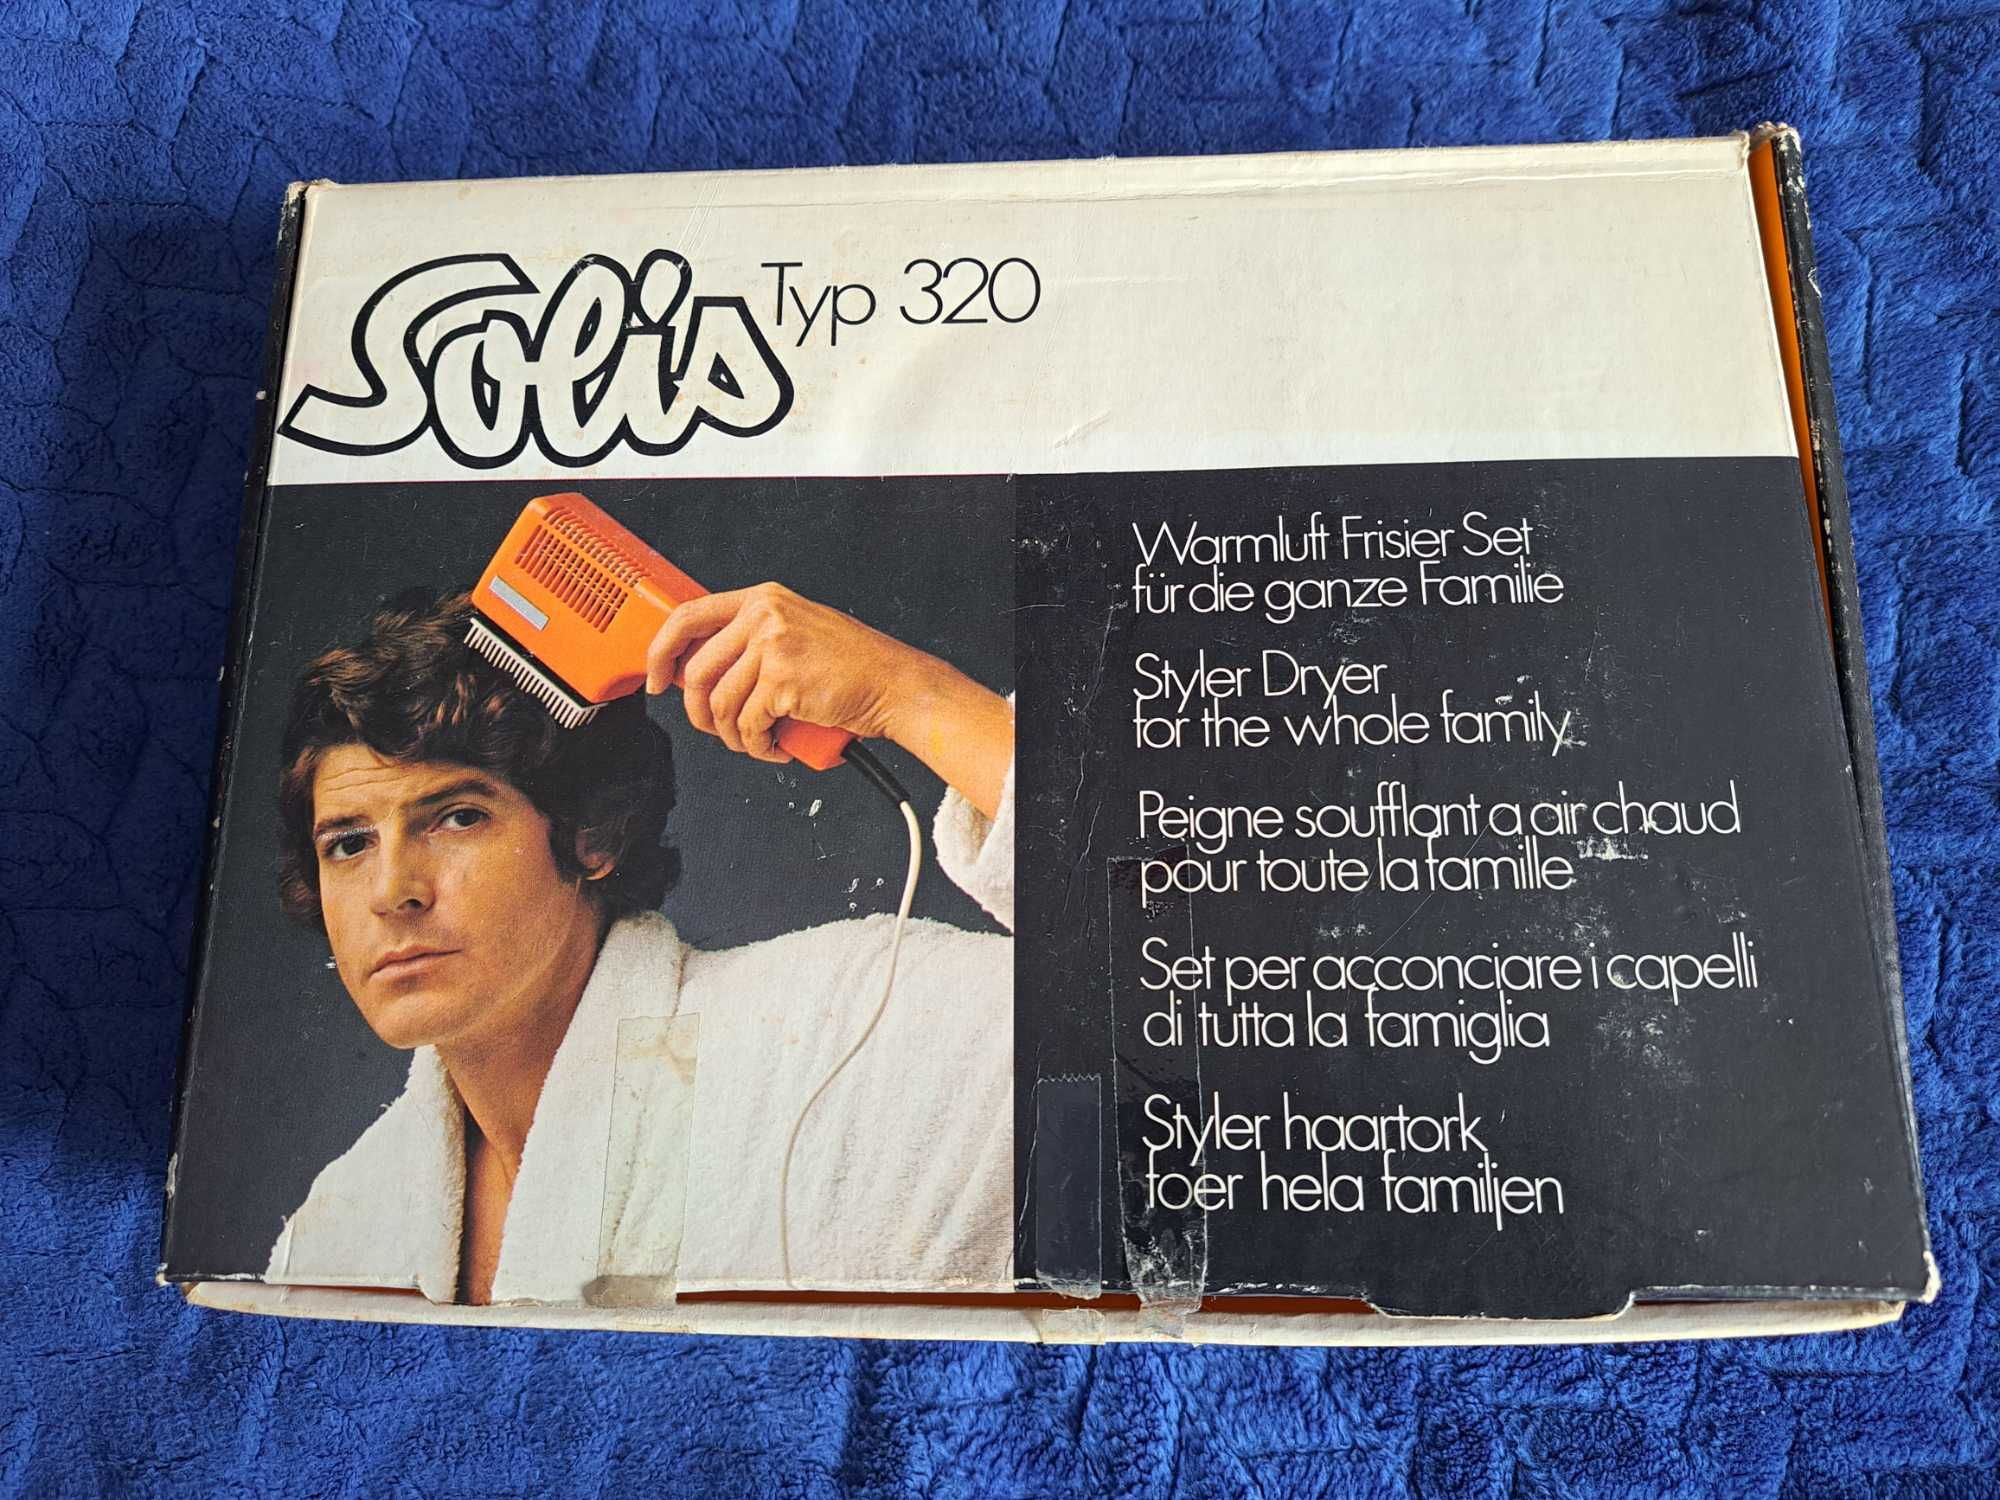 Solis Typ 320
Warmluft Frisier Set
für die ganze Familie
Styler Dryer
for the whole family
Peigne soufflant a air chaud
pour toute la famille
Set per acconciare i capelli
di tutta la famiglia
Styler haartork
foer hela familjen